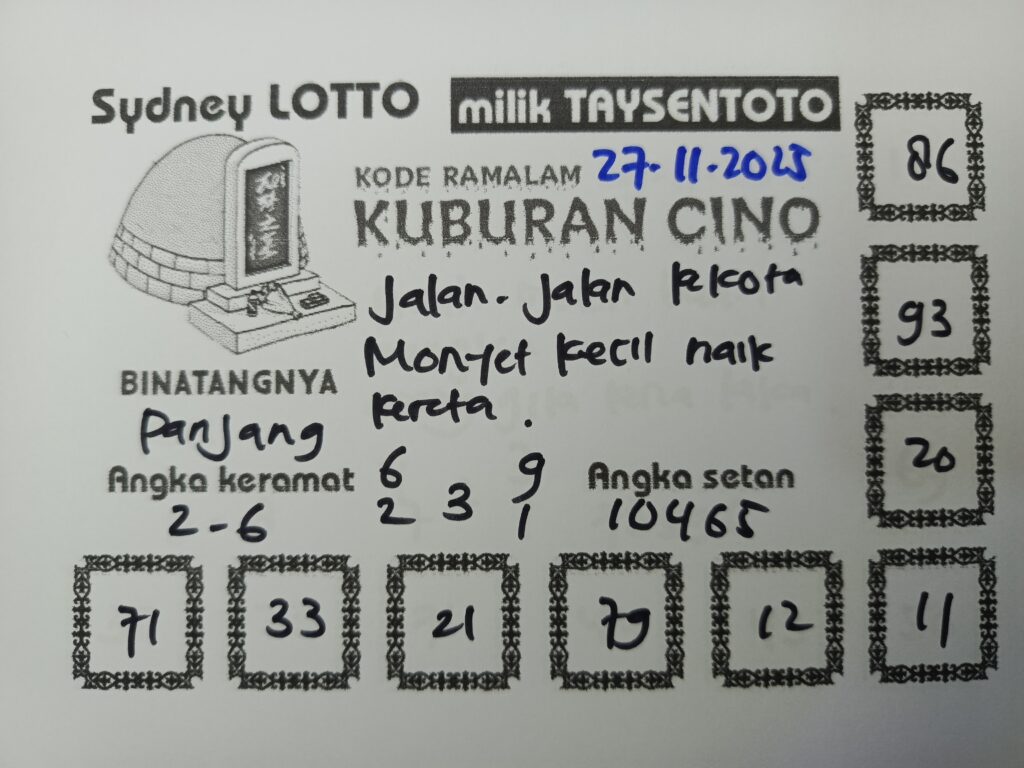 Sydney LOTTO milik TAYSENTOTO
KODE RAMALAM 27-11-2025
KUBURAN CINO
Jalan-Jalan kekota
Monyet kecil naik
kereta.
BINATANGNYA
Panjang
Angka keramat
2-6
6 9
2 3 1
Angka setan
10465
86
93
20
71 33 21 79 12 11